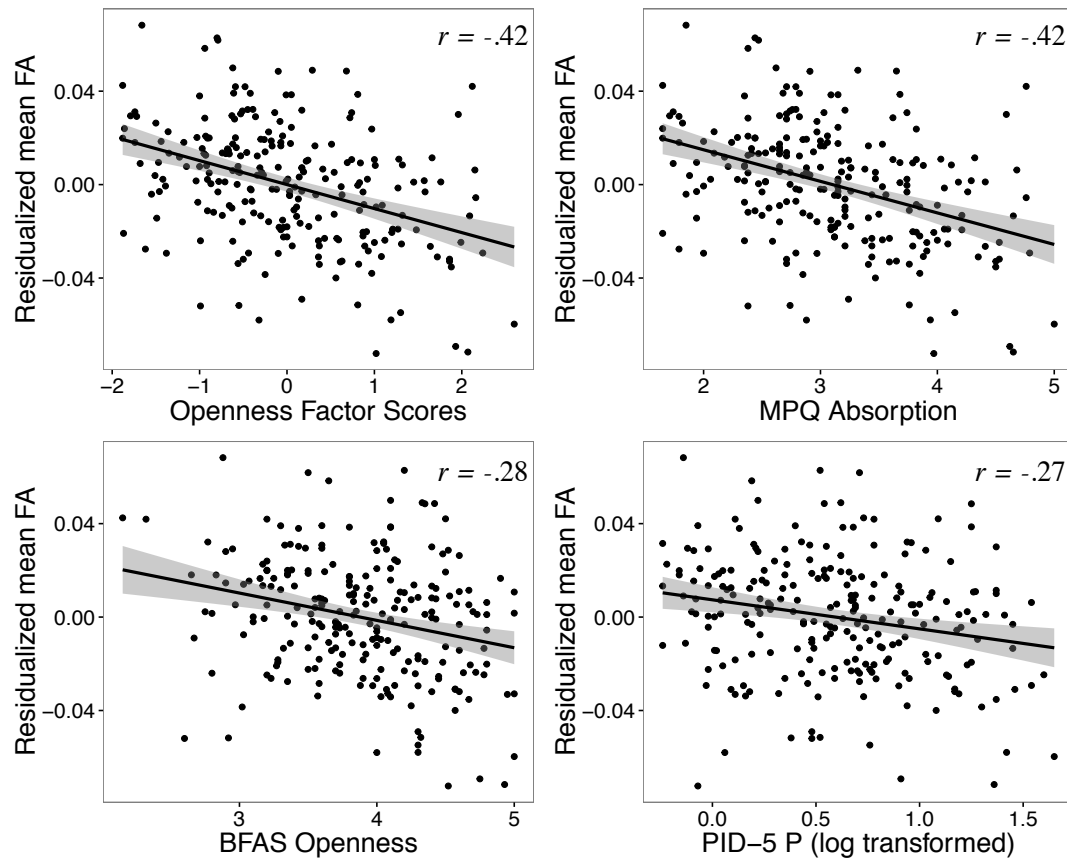 r = -.42
Residualized mean FA
0.04
0.00
−0.04
−2 −1 0 1 2
Openness Factor Scores
r = -.42
Residualized mean FA
0.04
0.00
−0.04
2 3 4 5
MPQ Absorption
r = -.28
Residualized mean FA
0.04
0.00
−0.04
3 4 5
BFAS Openness
r = -.27
Residualized mean FA
0.04
0.00
−0.04
0.0 0.5 1.0 1.5
PID−5 P (log transformed)